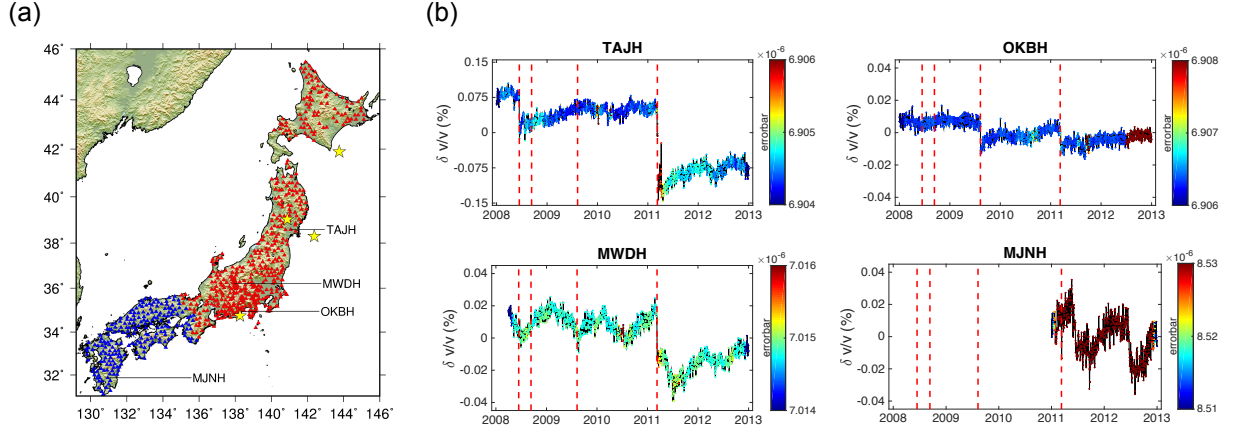 (a)
46˚
44˚
42˚
40˚
38˚
36˚
34˚
32˚
130˚ 132˚ 134˚ 136˚ 138˚ 140˚ 142˚ 144˚ 146˚
TAJH
MWDH
OKBH
MJNH
(b)
TAJH
×10⁻⁶
δ v/v (%)
0.15
0.075
0
-0.075
-0.15
2008 2009 2010 2011 2012 2013
6.906
6.905
6.904
errorbar
OKBH
×10⁻⁶
δ v/v (%)
0.04
0.02
0
-0.02
-0.04
2008 2009 2010 2011 2012 2013
6.908
6.907
6.906
errorbar
MWDH
×10⁻⁶
δ v/v (%)
0.04
0.02
0
-0.02
-0.04
2008 2009 2010 2011 2012 2013
7.016
7.015
7.014
errorbar
MJNH
×10⁻⁶
δ v/v (%)
0.04
0.02
0
-0.02
-0.04
2008 2009 2010 2011 2012 2013
8.53
8.52
8.51
errorbar